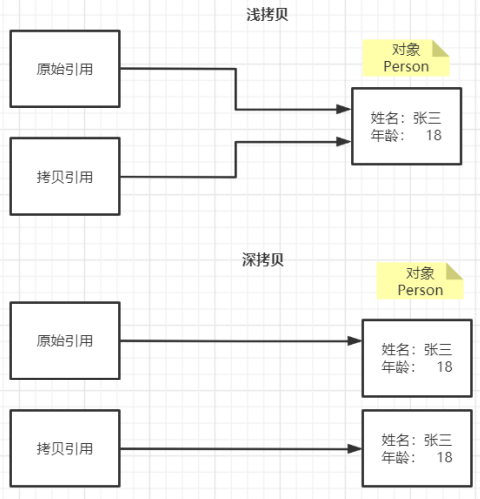 浅拷贝
原始引用
对象
Person
姓名：张三
年龄： 18
拷贝引用
深拷贝
对象
Person
原始引用
姓名：张三
年龄： 18
拷贝引用
姓名：张三
年龄： 18